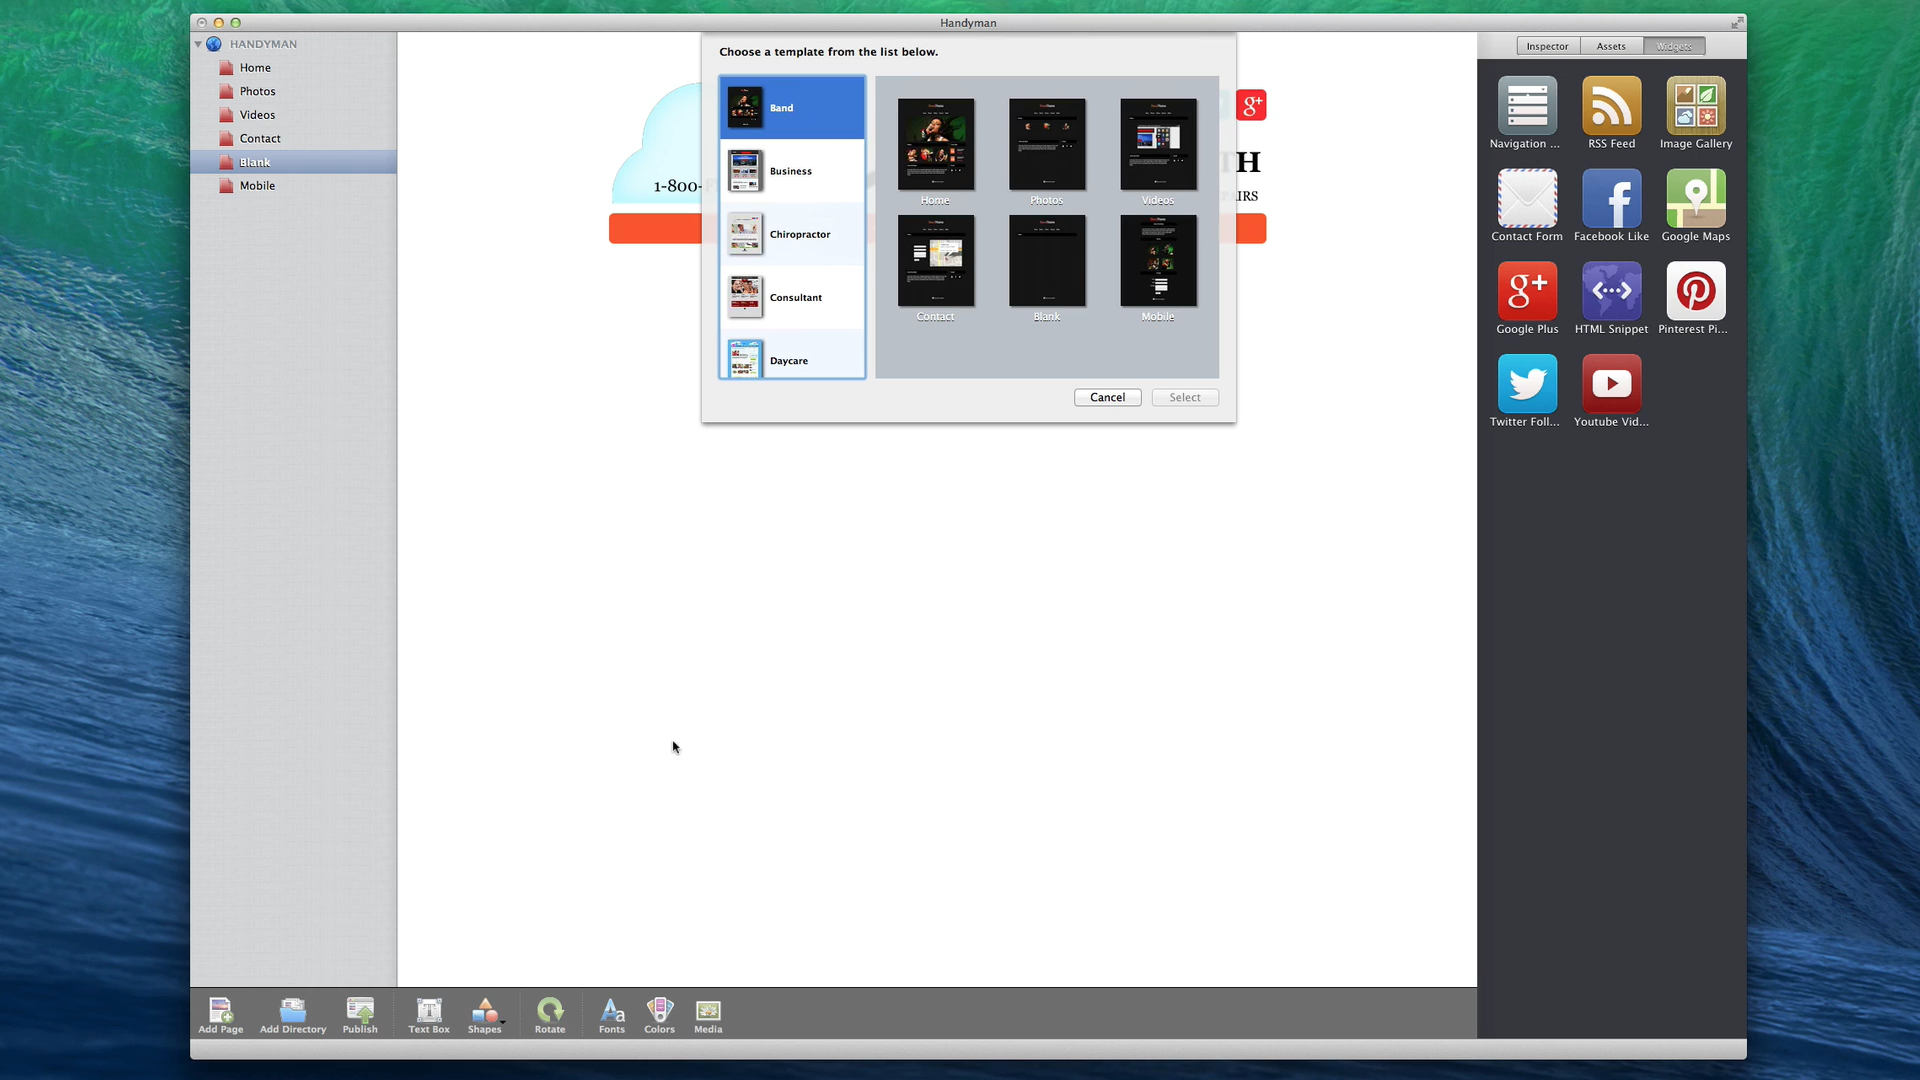 Handyman
HANDYMAN
Home
Photos
Videos
Contact
Blank
Mobile
Choose a template from the list below.
Band
Business
Chiropractor
Consultant
Daycare
Home
Photos
Videos
Contact
Blank
Mobile
Cancel
Select
1-800-
g+
TH
AIRS
Inspector
Assets
Widgets
Navigation ...
RSS Feed
Image Gallery
Contact Form
Facebook Like
Google Maps
g+
Google Plus
HTML Snippet
Pinterest Pi...
Twitter Foll...
Youtube Vid...
Add Page
Add Directory
Publish
Text Box
Shapes
Rotate
Fonts
Colors
Media